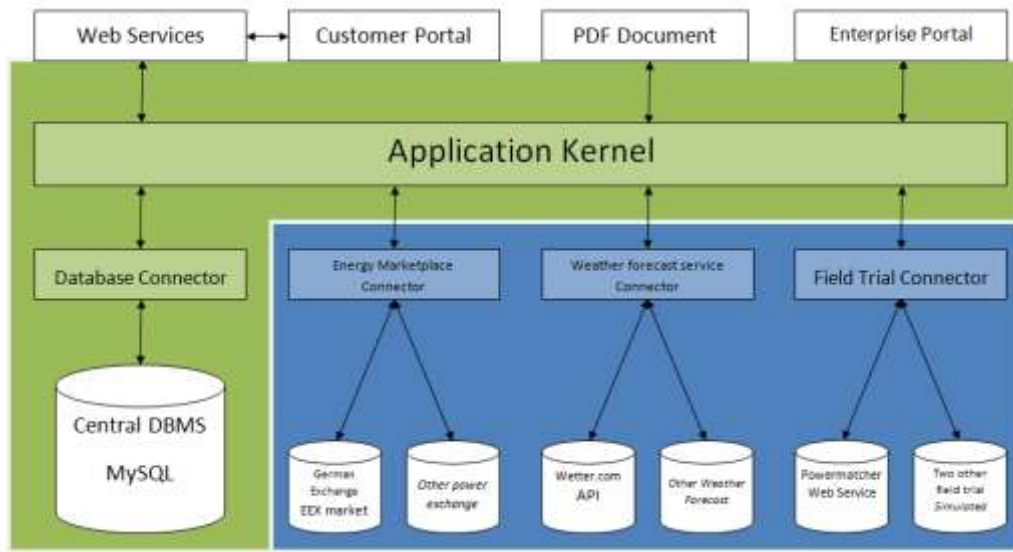 Web Services
Customer Portal
PDF Document
Enterprise Portal
Application Kernel
Database Connector
Energy Marketplace
Connector
Weather forecast service
Connector
Field Trial Connector
Central DBMS
MySQL
German
Exchange
EEX market
Other power
exchange
Wetter.com
API
Other Weather
Forecast
Powermatcher
Web Service
Two other
field trial
Simulated